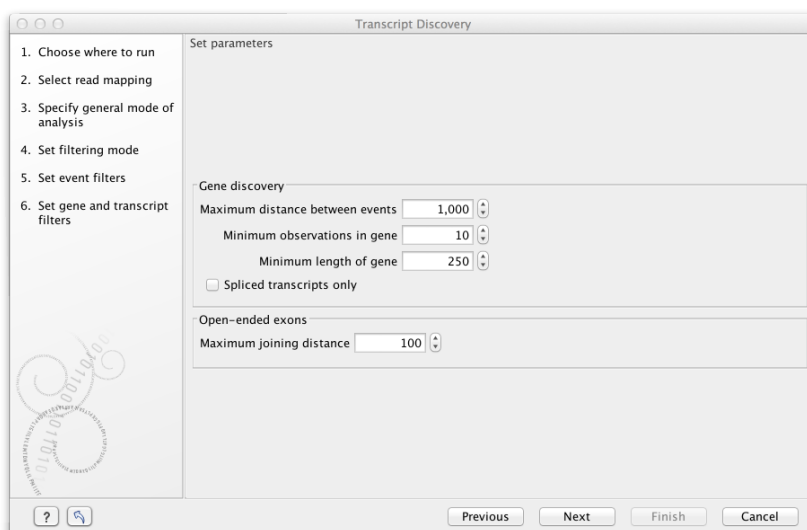 Transcript Discovery
1. Choose where to run
2. Select read mapping
3. Specify general mode of
analysis
4. Set filtering mode
5. Set event filters
6. Set gene and transcript
filters
Set parameters
Gene discovery
Maximum distance between events 1,000
Minimum observations in gene 10
Minimum length of gene 250
Spliced transcripts only
Open-ended exons
Maximum joining distance 100
? Previous Next Finish Cancel